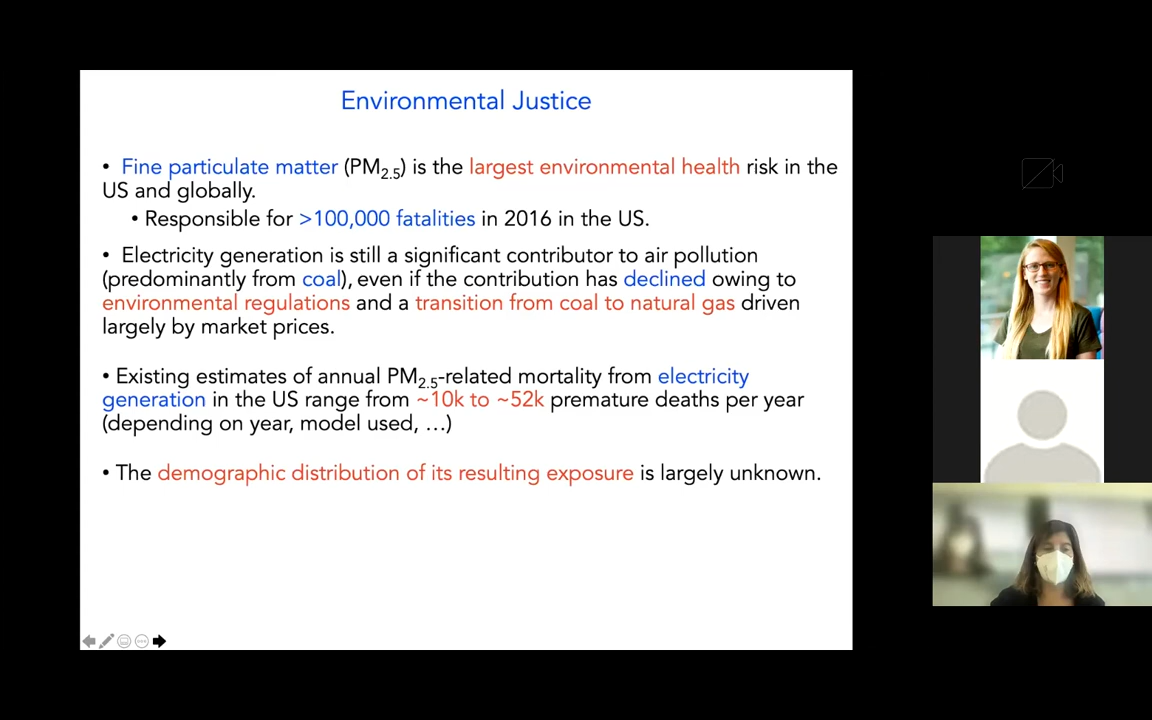 Environmental Justice
• Fine particulate matter (PM2.5) is the largest environmental health risk in the
US and globally.
• Responsible for >100,000 fatalities in 2016 in the US.
• Electricity generation is still a significant contributor to air pollution
(predominantly from coal), even if the contribution has declined owing to
environmental regulations and a transition from coal to natural gas driven
largely by market prices.
• Existing estimates of annual PM2.5-related mortality from electricity
generation in the US range from ~10k to ~52k premature deaths per year
(depending on year, model used, …)
• The demographic distribution of its resulting exposure is largely unknown.